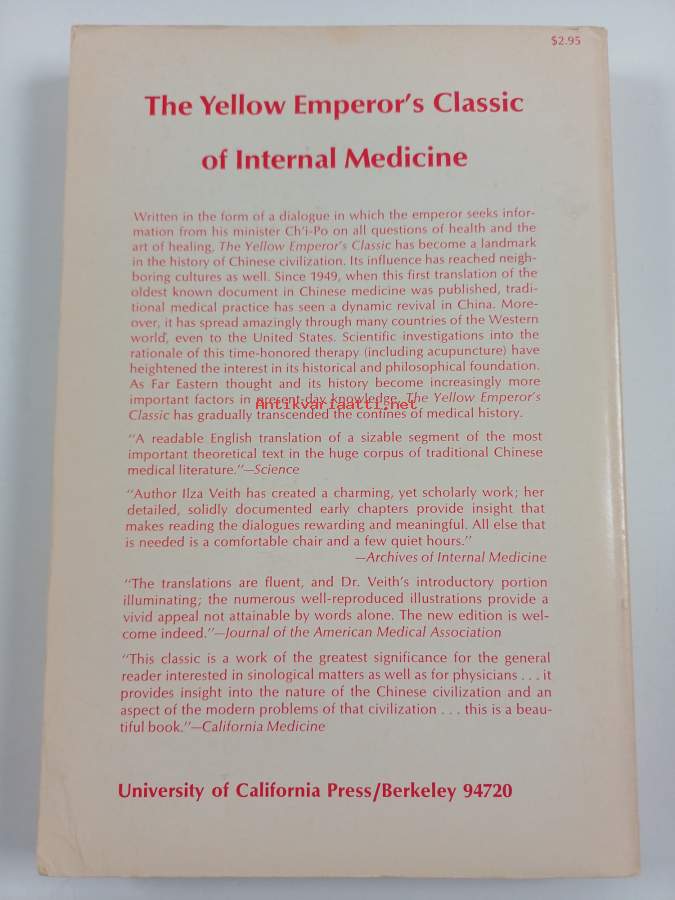 $2.95
The Yellow Emperor's Classic
of Internal Medicine
Written in the form of a dialogue in which the emperor seeks infor-
mation from his minister Ch'i-Po on all questions of health and the
art of healing, The Yellow Emperor's Classic has become a landmark
in the history of Chinese civilization. Its influence has reached neigh-
boring cultures as well. Since 1949, when this first translation of the
oldest known document in Chinese medicine was published, tradi-
tional medical practice has seen a dynamic revival in China. More-
over, it has spread amazingly through many countries of the Western
world, even to the United States. Scientific investigations into the
rationale of this time-honored therapy (including acupuncture) have
heightened the interest in its historical and philosophical foundation.
As Far Eastern thought and its history become increasingly more
important factors in present-day knowledge, The Yellow Emperor's
Antikvariaatti.net
Classic has gradually transcended the confines of medical history.
"A readable English translation of a sizable segment of the most
important theoretical text in the huge corpus of traditional Chinese
medical literature."—Science
"Author Ilza Veith has created a charming, yet scholarly work; her
detailed, solidly documented early chapters provide insight that
makes reading the dialogues rewarding and meaningful. All else that
is needed is a comfortable chair and a few quiet hours."
—Archives of Internal Medicine
"The translations are fluent, and Dr. Veith's introductory portion
illuminating; the numerous well-reproduced illustrations provide a
vivid appeal not attainable by words alone. The new edition is wel-
come indeed."—Journal of the American Medical Association
"This classic is a work of the greatest significance for the general
reader interested in sinological matters as well as for physicians . . . it
provides insight into the nature of the Chinese civilization and an
aspect of the modern problems of that civilization . . . this is a beau-
tiful book."—California Medicine
University of California Press/Berkeley 94720